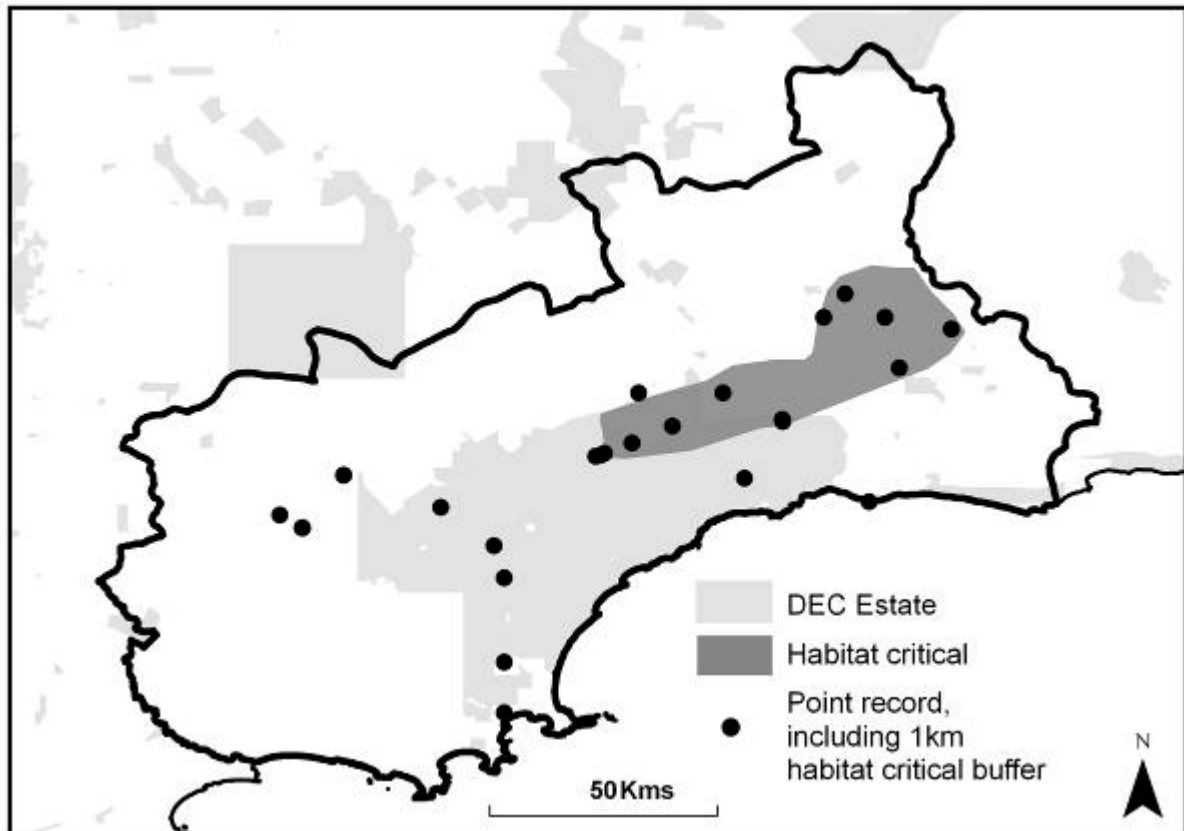 DEC Estate
Habitat critical
Point record,
including 1km
habitat critical buffer
N
50Kms